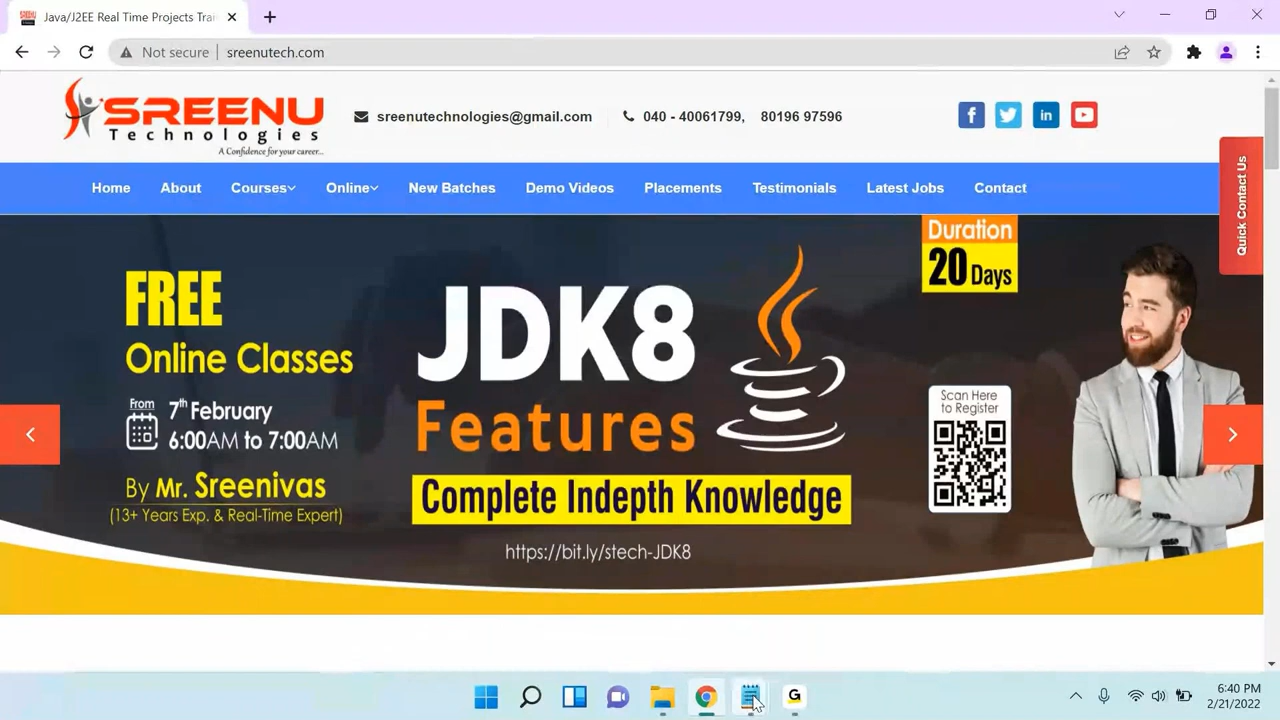 Java/J2EE Real Time Projects Trai
Not secure
sreenutech.com
SREENU
Technologies
A Confidence for your career...
sreenutechnologies@gmail.com
040 - 40061799, 80196 97596
Home About Courses Online New Batches Demo Videos Placements Testimonials Latest Jobs Contact
Quick Contact Us
Duration
20 Days
FREE
Online Classes
From
7th February
6:00AM to 7:00AM
By Mr. Sreenivas
(13+ Years Exp. & Real-Time Expert)
JDK8
Features
Complete Indepth Knowledge
https://bit.ly/stech-JDK8
Scan Here
to Register
6:40 PM
2/21/2022